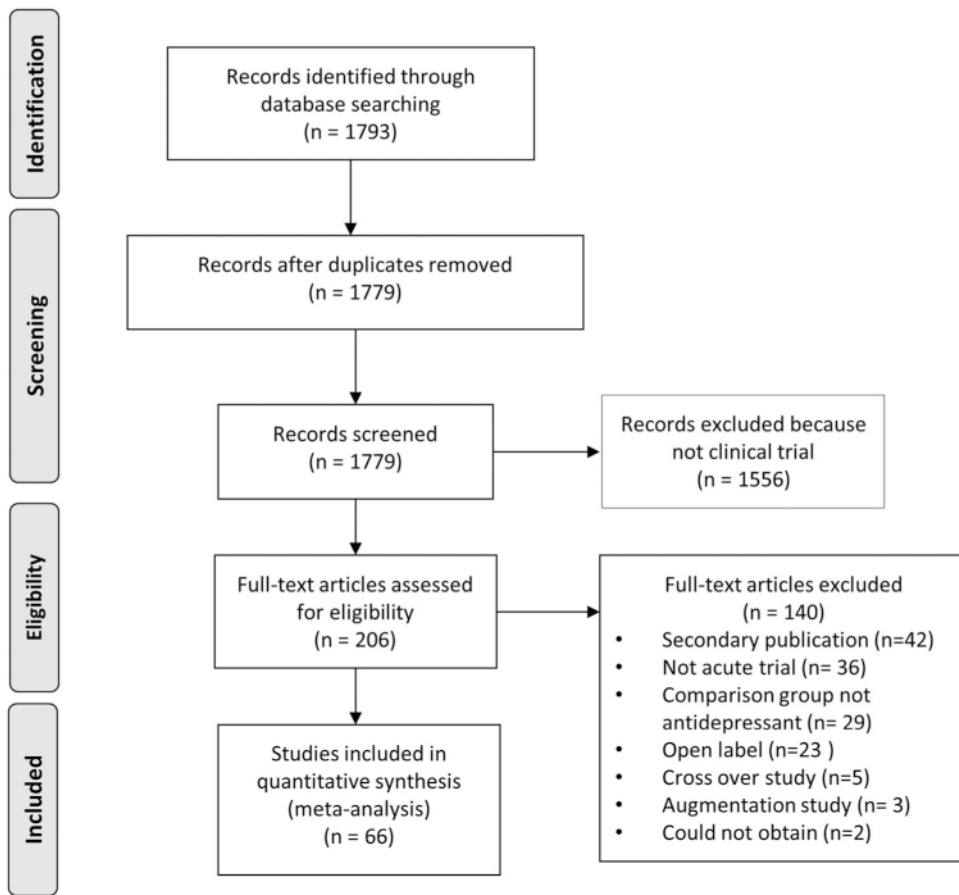 Identification
Records identified through
database searching
(n = 1793)
Screening
Records after duplicates removed
(n = 1779)
Records screened
(n = 1779)
Records excluded because
not clinical trial
(n = 1556)
Eligibility
Full-text articles assessed
for eligibility
(n = 206)
Full-text articles excluded
(n = 140)
• Secondary publication (n=42)
• Not acute trial (n= 36)
• Comparison group not
antidepressant (n= 29)
• Open label (n=23 )
• Cross over study (n=5)
• Augmentation study (n= 3)
• Could not obtain (n=2)
Included
Studies included in
quantitative synthesis
(meta-analysis)
(n = 66)